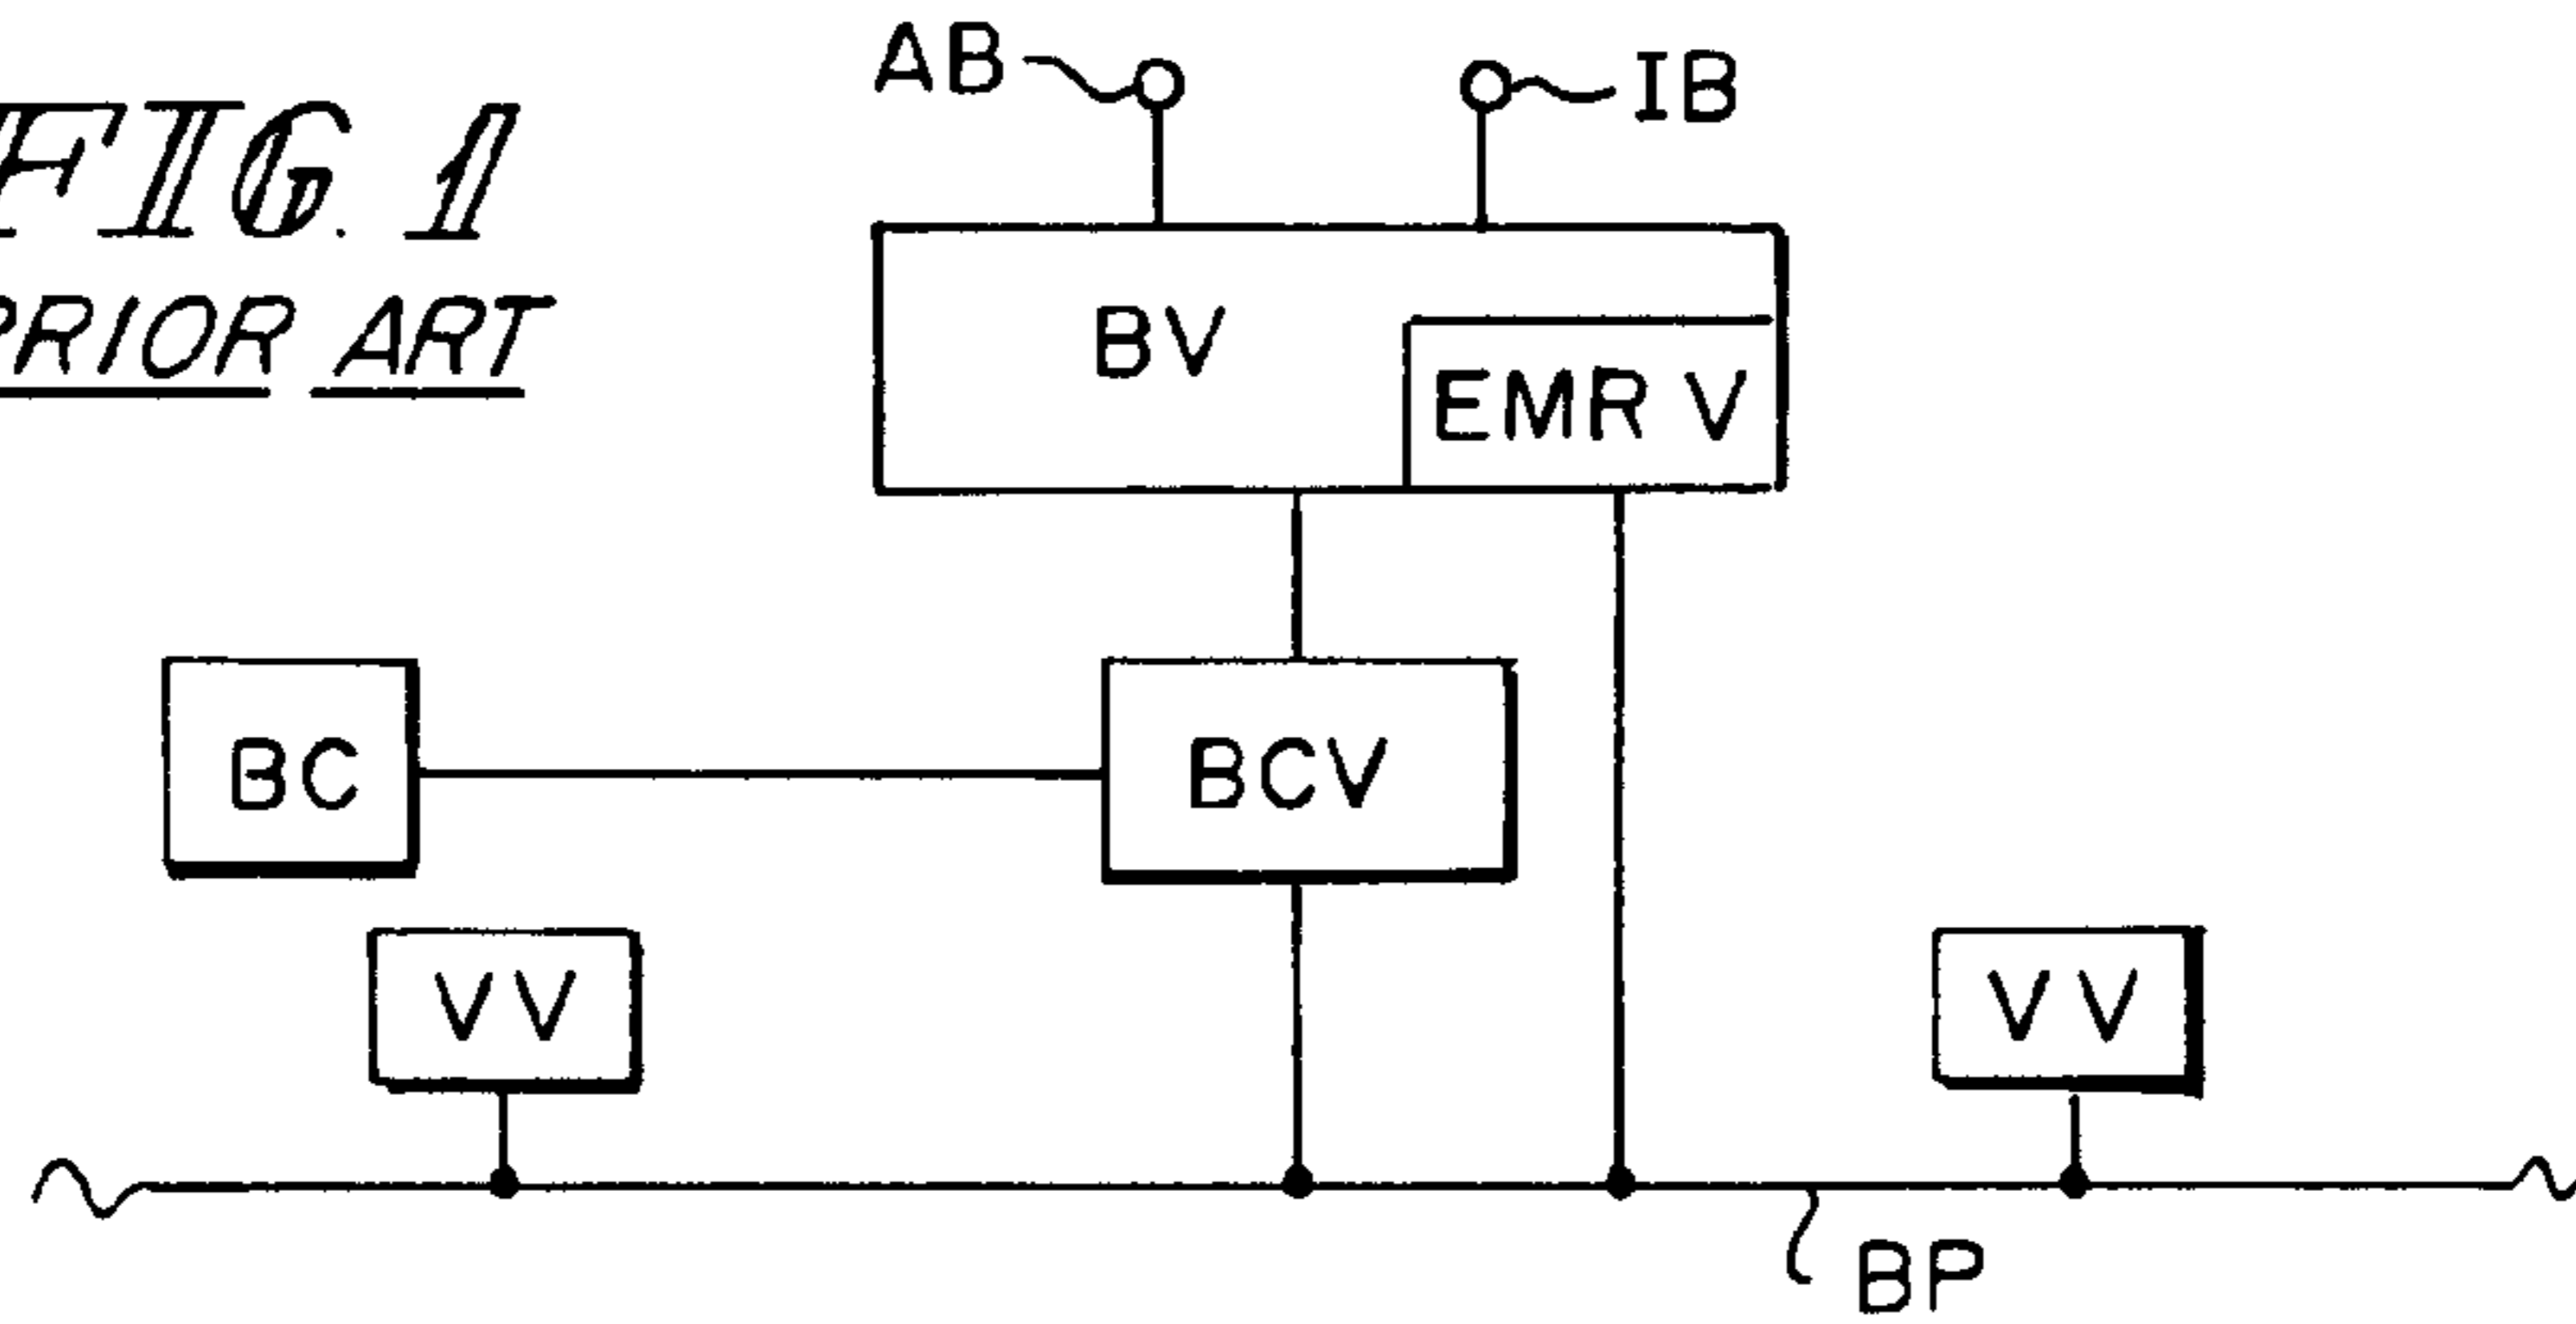 FIG. 1
PRIOR ART
AB
IB
BV
EMR V
BC
BCV
VV
VV
BP